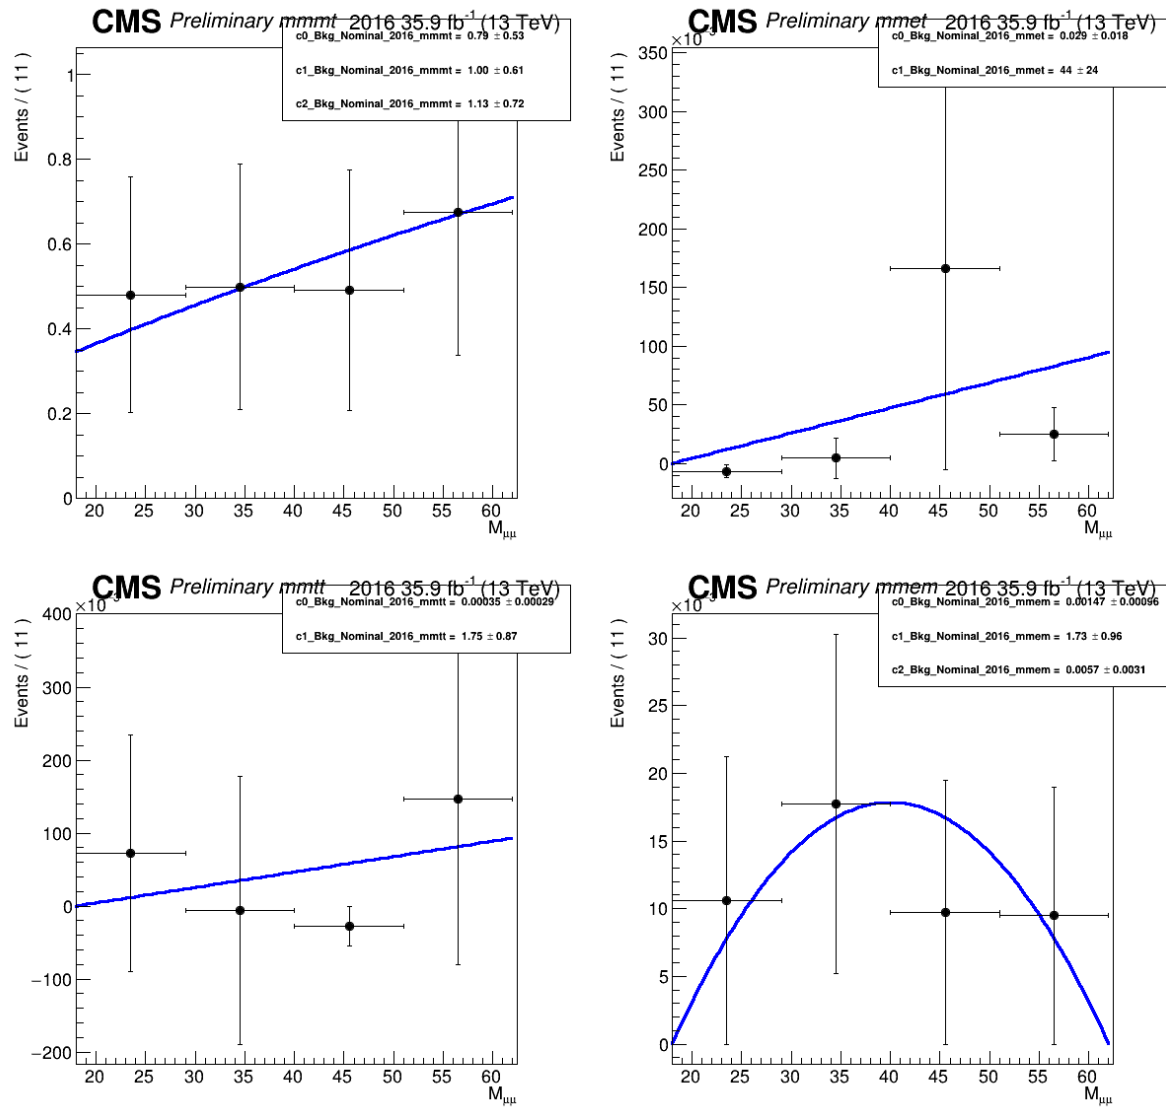 CMS Preliminary mmmt 2016 35.9 fb⁻¹ (13 TeV)
c0_Bkg_Nominal_2016_mmmt = 0.79 ± 0.53
c1_Bkg_Nominal_2016_mmmt = 1.00 ± 0.61
c2_Bkg_Nominal_2016_mmmt = 1.13 ± 0.72
Events / ( 11 )
1
0.8
0.6
0.4
0.2
0
20 25 30 35 40 45 50 55 60
Mμμ
CMS Preliminary mmet 2016 35.9 fb⁻¹ (13 TeV)
×10⁻³
c0_Bkg_Nominal_2016_mmet = 0.029 ± 0.018
c1_Bkg_Nominal_2016_mmet = 44 ± 24
Events / ( 11 )
350
300
250
200
150
100
50
0
20 25 30 35 40 45 50 55 60
Mμμ
CMS Preliminary mmtt 2016 35.9 fb⁻¹ (13 TeV)
×10⁻³
c0_Bkg_Nominal_2016_mmtt = 0.00035 ± 0.00029
c1_Bkg_Nominal_2016_mmtt = 1.75 ± 0.87
Events / ( 11 )
400
300
200
100
0
−100
−200
20 25 30 35 40 45 50 55 60
Mμμ
CMS Preliminary mmem 2016 35.9 fb⁻¹ (13 TeV)
×10⁻³
c0_Bkg_Nominal_2016_mmem = 0.00147 ± 0.00096
c1_Bkg_Nominal_2016_mmem = 1.73 ± 0.96
c2_Bkg_Nominal_2016_mmem = 0.0057 ± 0.0031
Events / ( 11 )
30
25
20
15
10
5
0
20 25 30 35 40 45 50 55 60
Mμμ